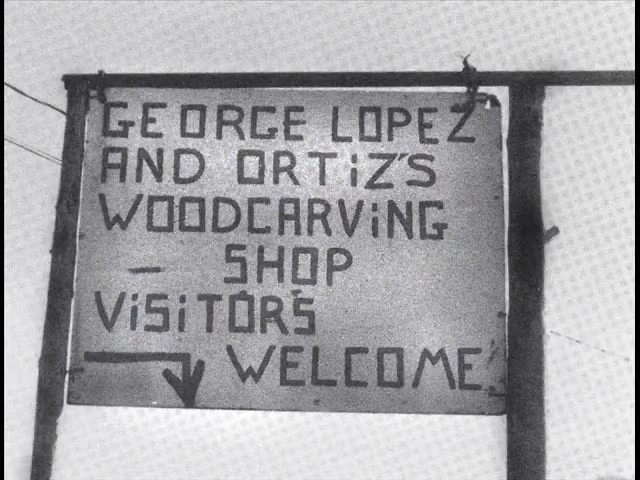 GEORGE LOPEZ
AND ORTiZ'S
WOODCARViNG
- SHOP
ViSiTORS
WELCOME